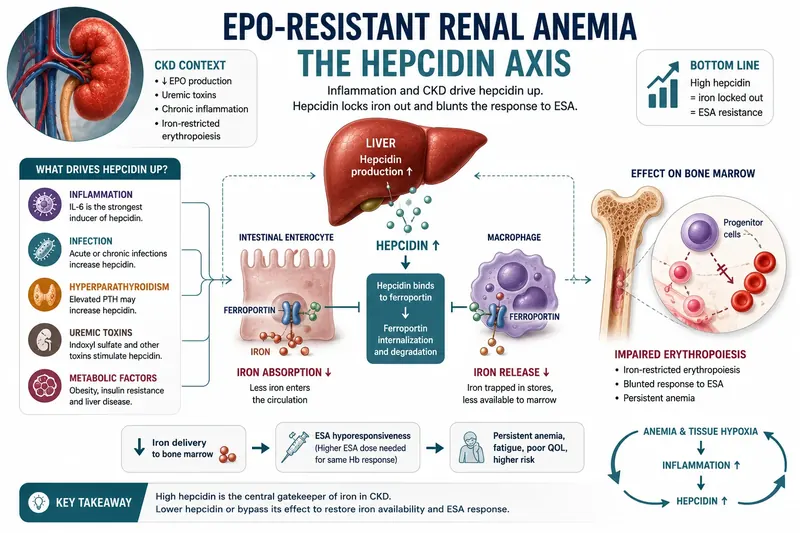 EPO-RESISTANT RENAL ANEMIA
THE HEPCIDIN AXIS
Inflammation and CKD drive hepcidin up.
Hepcidin locks iron out and blunts the response to ESA.
CKD CONTEXT
• ↓ EPO production
• Uremic toxins
• Chronic inflammation
• Iron-restricted
erythropoiesis
BOTTOM LINE
High hepcidin
= iron locked out
= ESA resistance
WHAT DRIVES HEPCIDIN UP?
INFLAMMATION
IL-6 is the strongest
inducer of hepcidin.
INFECTION
Acute or chronic infections
increase hepcidin.
HYPERPARATHYROIDISM
Elevated PTH may
increase hepcidin.
UREMIC TOXINS
Indoxyl sulfate and other
toxins stimulate hepcidin.
METABOLIC FACTORS
Obesity, insulin resistance
and liver disease.
LIVER
Hepcidin
production ↑
HEPCIDIN ↑
INTESTINAL ENTEROCYTE
FERROPORTIN
IRON
IRON ABSORPTION ↓
Less iron enters
the circulation
Hepcidin binds
to ferroportin
↓
Ferroportin
internalization
and degradation
MACROPHAGE
FERROPORTIN
IRON RELEASE ↓
Iron trapped in stores,
less available to marrow
EFFECT ON BONE MARROW
Progenitor
cells
IMPAIRED ERYTHROPOIESIS
• Iron-restricted erythropoiesis
• Blunted response to ESA
• Persistent anemia
↓ Iron delivery
to bone marrow
ESA hyporesponsiveness
(Higher ESA dose needed
for same Hb response)
Persistent anemia,
fatigue, poor QOL,
higher risk
ANEMIA & TISSUE HYPOXIA
↓
INFLAMMATION ↑
↓
HEPCIDIN ↑
KEY TAKEAWAY
High hepcidin is the central gatekeeper of iron in CKD.
Lower hepcidin or bypass its effect to restore iron availability and ESA response.